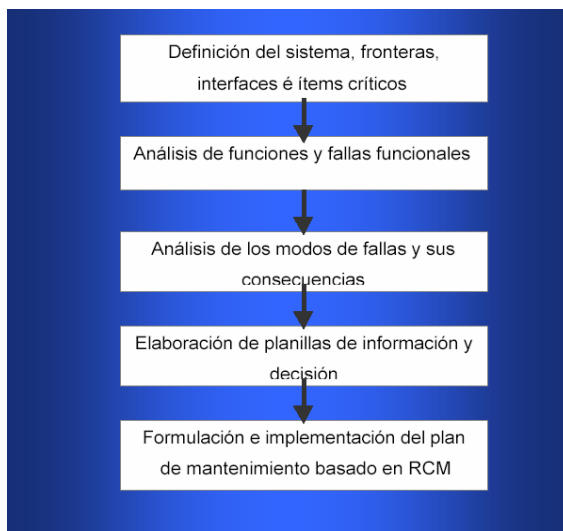 Definición del sistema, fronteras,
interfaces é ítems críticos
Análisis de funciones y fallas funcionales
Análisis de los modos de fallas y sus
consecuencias
Elaboración de planillas de información y
decisión
Formulación e implementación del plan
de mantenimiento basado en RCM